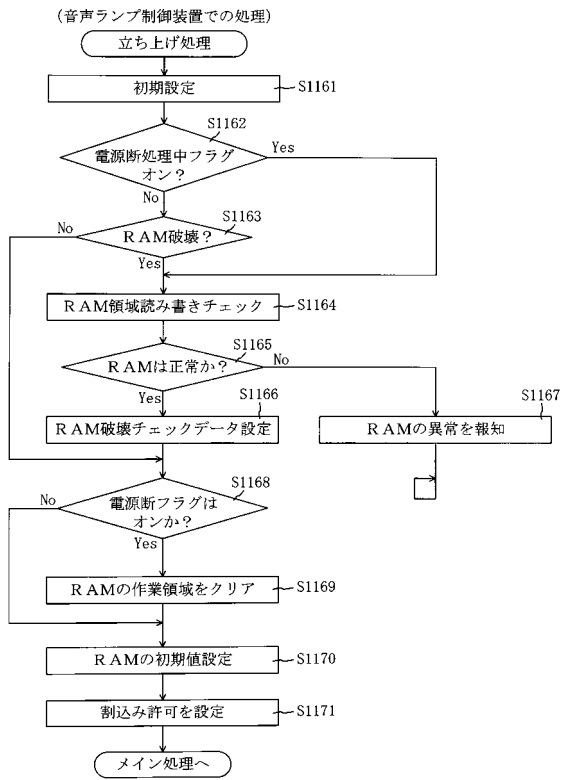 (音声ランプ制御装置での処理)
立ち上げ処理
初期設定
S1161
S1162
電源断処理中フラグ
オン?
Yes
No
S1163
No
RAM破壊?
Yes
RAM領域読み書きチェック
S1164
S1165
RAMは正常か?
No
Yes
S1166
S1167
RAM破壊チェックデータ設定
RAMの異常を報知
S1168
No
電源断フラグは
オンか?
Yes
RAMの作業領域をクリア
S1169
RAMの初期値設定
S1170
割込み許可を設定
S1171
メイン処理へ